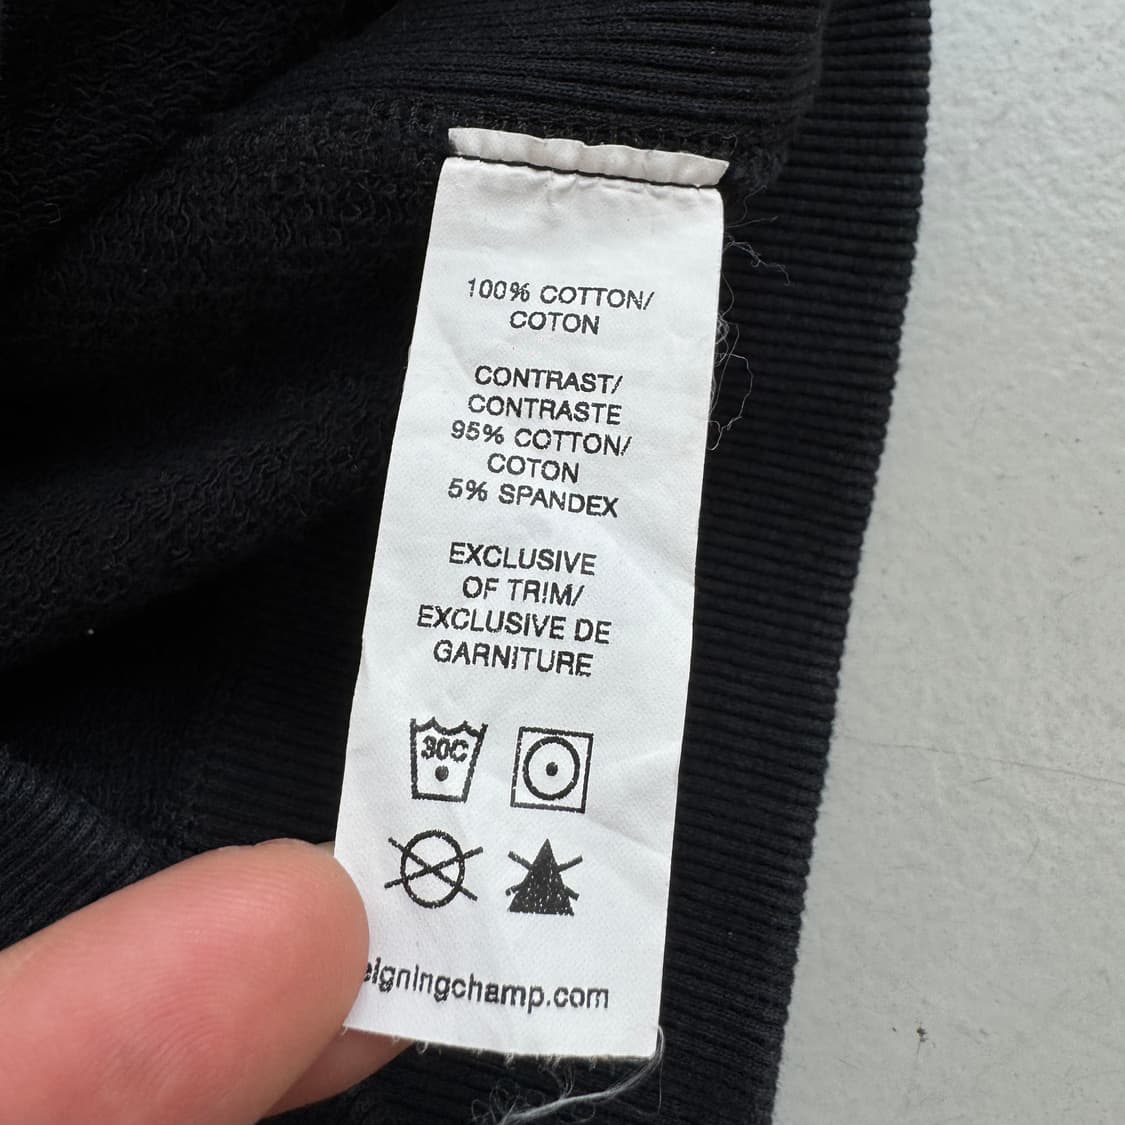 100% COTTON/
COTON
CONTRAST/
CONTRASTE
95% COTTON/
COTON
5% SPANDEX
EXCLUSIVE
OF TRIM/
EXCLUSIVE DE
GARNITURE
30C
eigningchamp.com